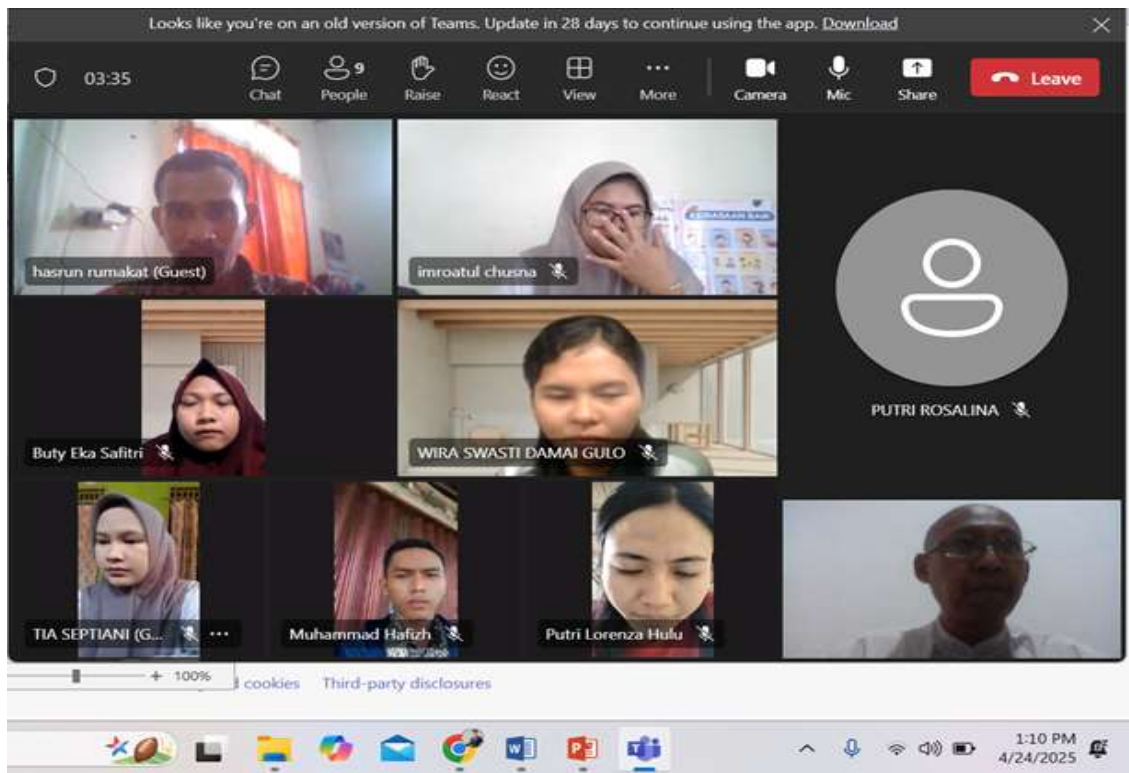 Looks like you're on an old version of Teams. Update in 28 days to continue using the app. Download
03:35
9
Chat People Raise React View More Camera Mic Share Leave
hasrun rumakat (Guest)
imroatul chusna
KEBIASAAN BAIK
PUTRI ROSALINA
Buty Eka Safitri
WIRA SWASTI DAMAI GULO
TIA SEPTIANI (G...
Muhammad Hafizh
Putri Lorenza Hulu
100%
cookies Third-party disclosures
1:10 PM
4/24/2025